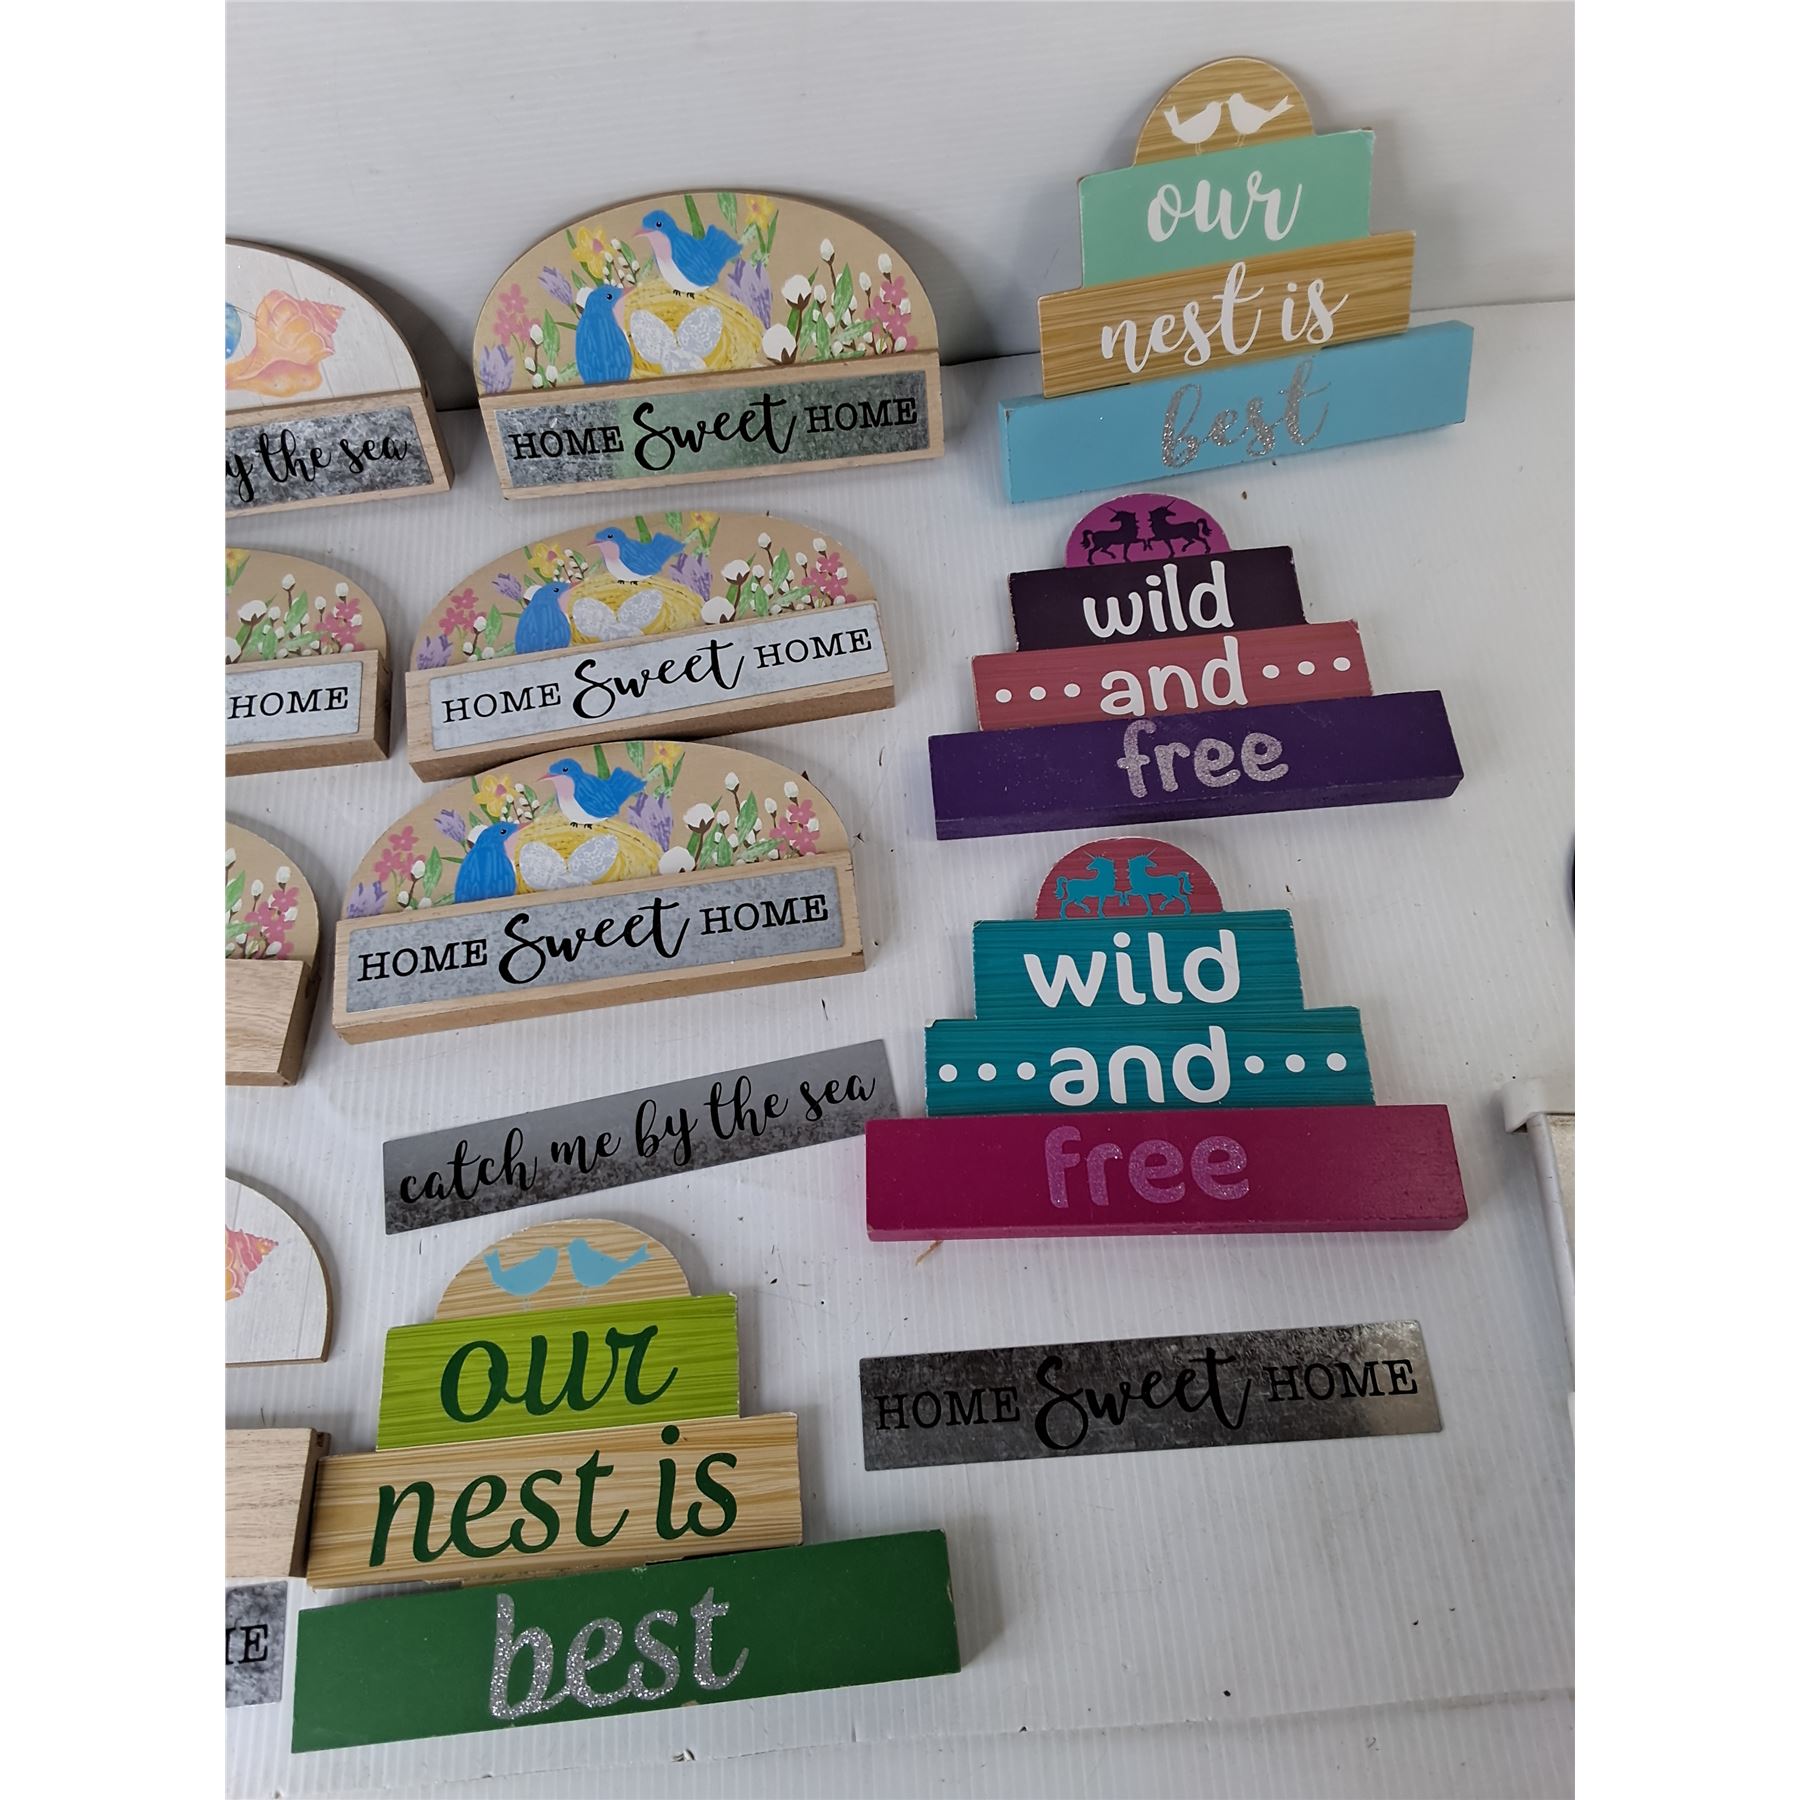 y the sea
HOME Sweet HOME
our
nest is
best
HOME
HOME Sweet HOME
wild
•••and•••
free
HOME Sweet HOME
wild
•••and•••
free
catch me by the sea
HOME Sweet HOME
our
nest is
best